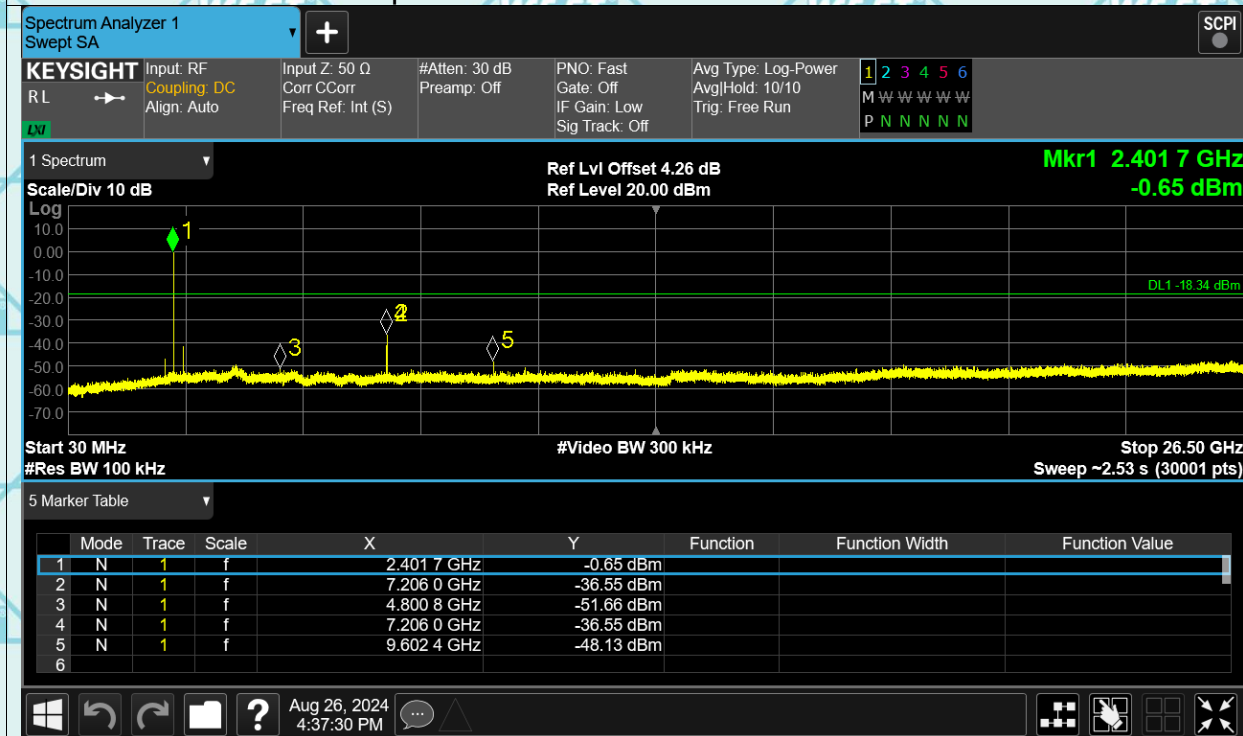 Spectrum Analyzer 1
Swept SA
+
SCPI
KEYSIGHT
RL
LXI
Input: RF
Coupling: DC
Align: Auto
Input Z: 50 Ω
Corr CCorr
Freq Ref: Int (S)
#Atten: 30 dB
Preamp: Off
PNO: Fast
Gate: Off
IF Gain: Low
Sig Track: Off
Avg Type: Log-Power
Avg|Hold: 10/10
Trig: Free Run
1 2 3 4 5 6
M W W W W W
P N N N N N N
1 Spectrum
Scale/Div 10 dB
Ref Lvl Offset 4.26 dB
Ref Level 20.00 dBm
Mkr1 2.401 7 GHz
-0.65 dBm
Log
10.0
0.00
-10.0
-20.0
-30.0
-40.0
-50.0
-60.0
-70.0
1
DL1 -18.34 dBm
3
5
Start 30 MHz
#Video BW 300 kHz
Stop 26.50 GHz
#Res BW 100 kHz
Sweep ~2.53 s (30001 pts)
5 Marker Table
Mode Trace Scale X Y Function Function Width Function Value
1 N 1 f 2.401 7 GHz -0.65 dBm
2 N 1 f 7.206 0 GHz -36.55 dBm
3 N 1 f 4.800 8 GHz -51.66 dBm
4 N 1 f 7.206 0 GHz -36.55 dBm
5 N 1 f 9.602 4 GHz -48.13 dBm
6
?
Aug 26, 2024
4:37:30 PM